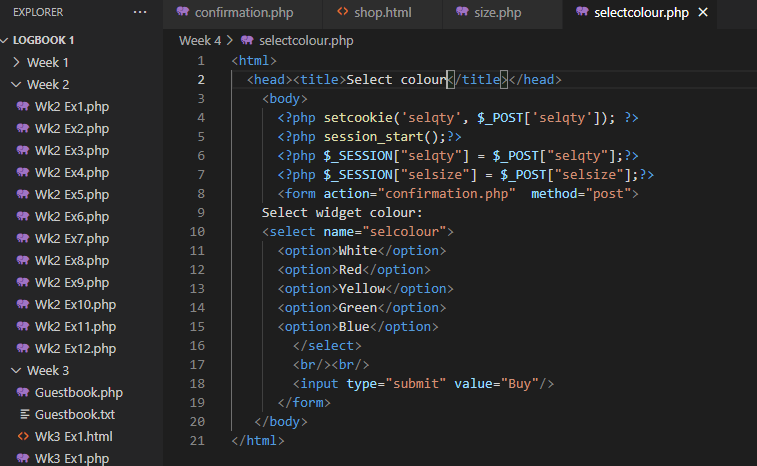 EXPLORER ···
LOGBOOK 1
Week 1
Week 2
Wk2 Ex1.php
Wk2 Ex2.php
Wk2 Ex3.php
Wk2 Ex4.php
Wk2 Ex5.php
Wk2 Ex6.php
Wk2 Ex7.php
Wk2 Ex8.php
Wk2 Ex9.php
Wk2 Ex10.php
Wk2 Ex11.php
Wk2 Ex12.php
Week 3
Guestbook.php
Guestbook.txt
Wk3 Ex1.html
Wk3 Ex1.php
confirmation.php <> shop.html size.php selectcolour.php ×
Week 4 > selectcolour.php
1 <html>
2 <head><title>Select colour</title></head>
3 <body>
4 <?php setcookie('selqty', $_POST['selqty']); ?>
5 <?php session_start();?>
6 <?php $_SESSION["selqty"] = $_POST["selqty"];?>
7 <?php $_SESSION["selsize"] = $_POST["selsize"];?>
8 <form action="confirmation.php"  method="post">
9 Select widget colour:
10 <select name="selcolour">
11 <option>White</option>
12 <option>Red</option>
13 <option>Yellow</option>
14 <option>Green</option>
15 <option>Blue</option>
16 </select>
17 <br/><br/>
18 <input type="submit" value="Buy"/>
19 </form>
20 </body>
21 </html>